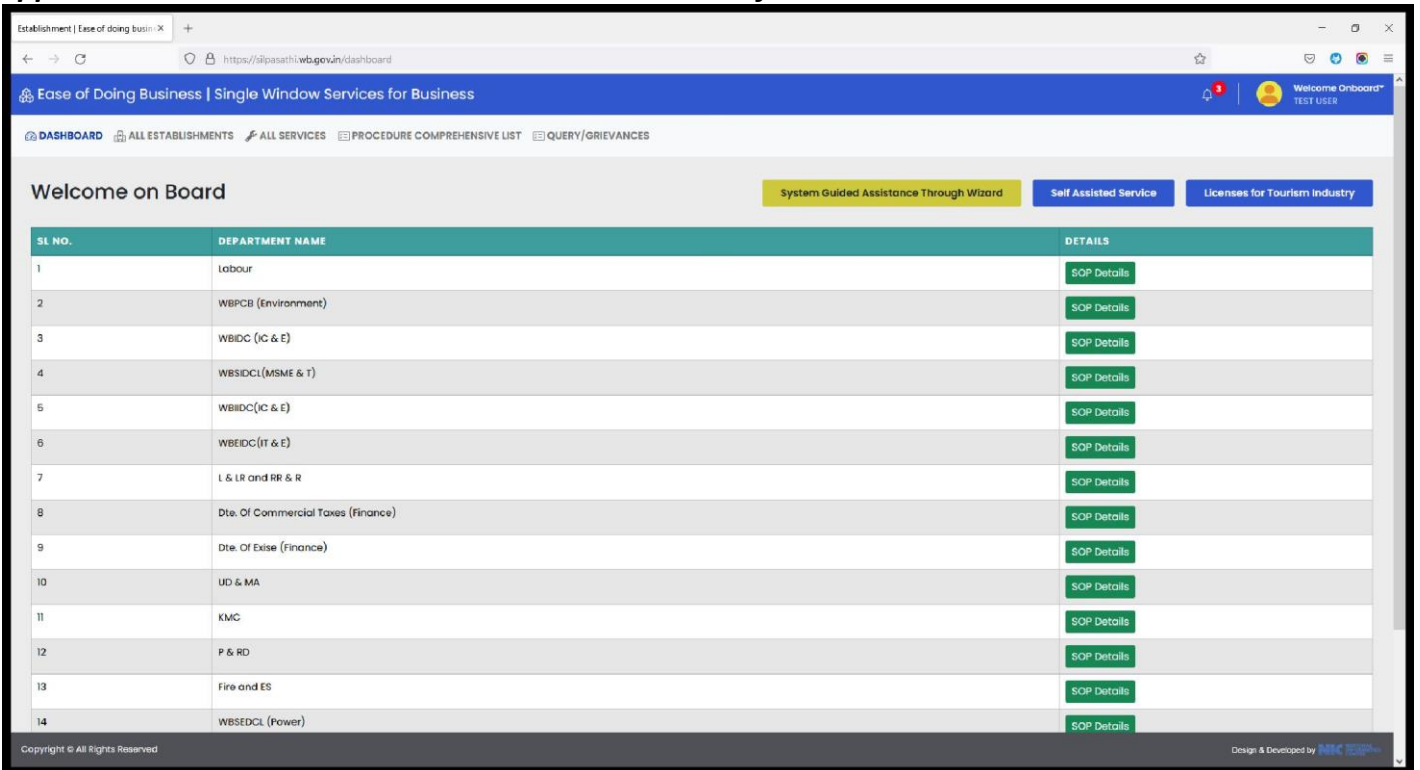 Establishment | Ease of doing busin
https://silpasathi.wb.gov.in/dashboard
Ease of Doing Business | Single Window Services for Business
3
Welcome Onboard
TEST USER
DASHBOARD ALL ESTABLISHMENTS ALL SERVICES PROCEDURE COMPREHENSIVE LIST QUERY/GRIEVANCES
Welcome on Board
System Guided Assistance Through Wizard Self Assisted Service Licenses for Tourism Industry
SL NO. DEPARTMENT NAME DETAILS
1 Labour SOP Details
2 WBPCB (Environment) SOP Details
3 WBIDC (IC & E) SOP Details
4 WBSIDCL(MSME & T) SOP Details
5 WBIIDC(IC & E) SOP Details
6 WBEIDC(IT & E) SOP Details
7 L & LR and RR & R SOP Details
8 Dte. Of Commercial Taxes (Finance) SOP Details
9 Dte. Of Exise (Finance) SOP Details
10 UD & MA SOP Details
11 KMC SOP Details
12 P & RD SOP Details
13 Fire and ES SOP Details
14 WBSEDCL (Power) SOP Details
Copyright © All Rights Reserved Design & Developed by NIC